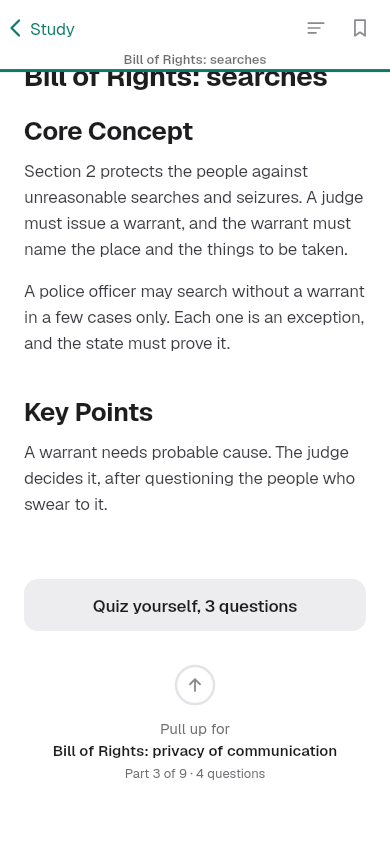 Study
Bill of Rights: searches
Bill of Rights: searches
Core Concept
Section 2 protects the people against
unreasonable searches and seizures. A judge
must issue a warrant, and the warrant must
name the place and the things to be taken.
A police officer may search without a warrant
in a few cases only. Each one is an exception,
and the state must prove it.
Key Points
A warrant needs probable cause. The judge
decides it, after questioning the people who
swear to it.
Quiz yourself, 3 questions
Pull up for
Bill of Rights: privacy of communication
Part 3 of 9 · 4 questions